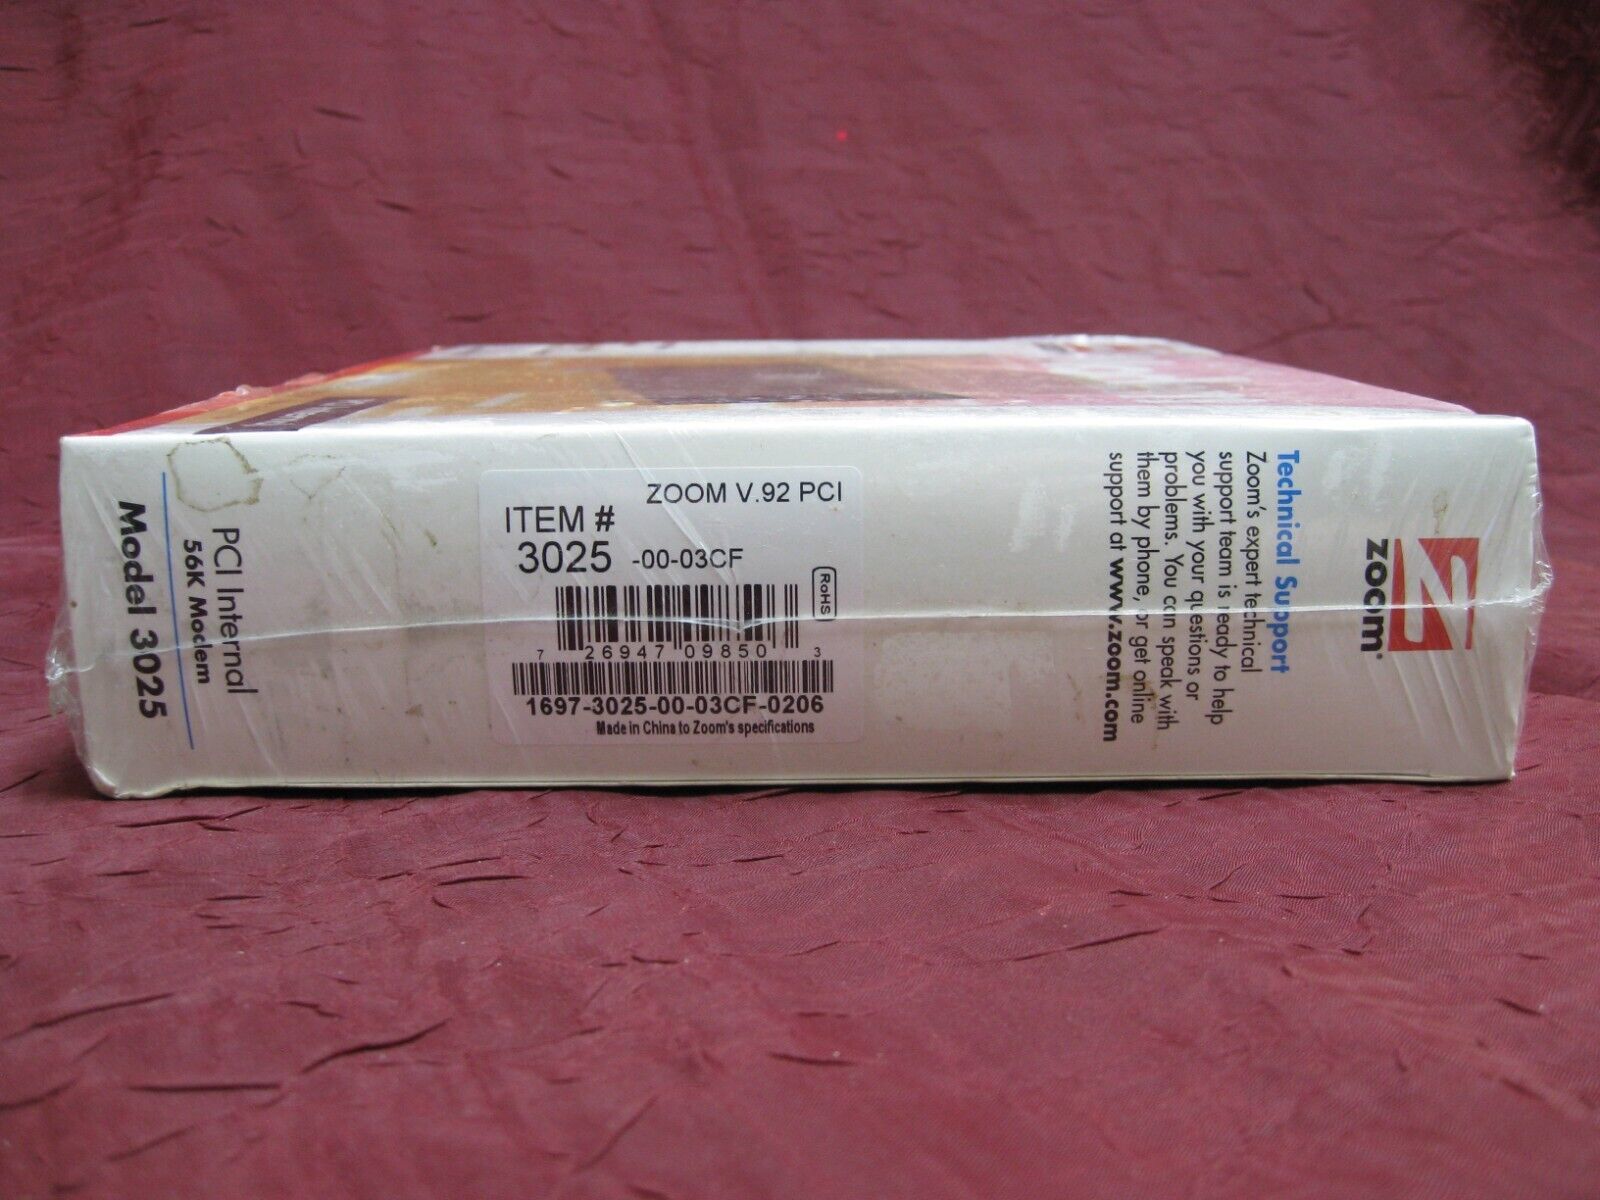 PCI Internal
56K Modem
Model 3025
ZOOM V.92 PCI
ITEM #
3025 -00-03CF
RoHS
7 26947 09850 3
1697-3025-00-03CF-0206
Made in China to Zoom's specifications
Technical Support
Zoom's expert technical
support team is ready to help
you with your questions or
problems. You can speak with
them by phone, or get online
support at www.zoom.com
zoom®